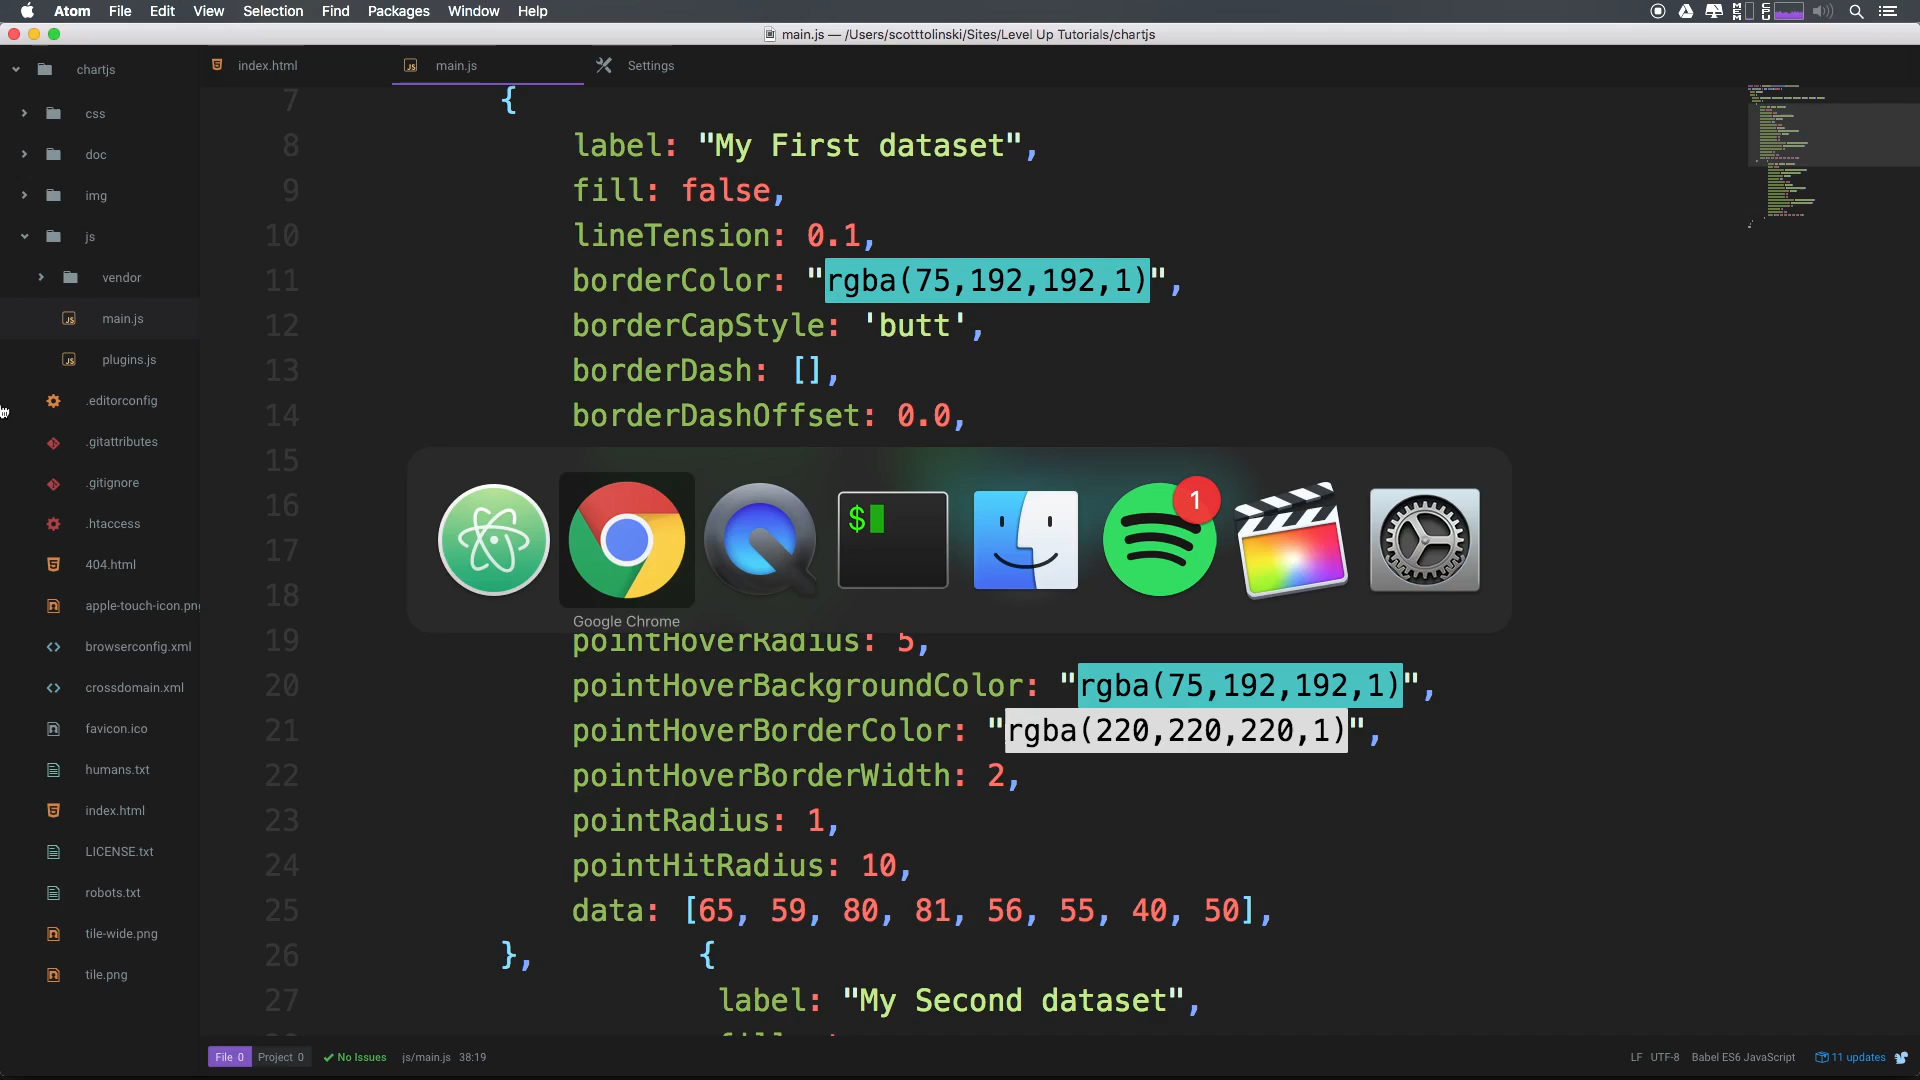 Atom File Edit View Selection Find Packages Window Help
main.js — /Users/scotttolinski/Sites/Level Up Tutorials/chartjs
chartjs
index.html
main.js
Settings
css
doc
img
js
vendor
main.js
plugins.js
.editorconfig
.gitattributes
.gitignore
.htaccess
404.html
apple-touch-icon.png
browserconfig.xml
crossdomain.xml
favicon.ico
humans.txt
index.html
LICENSE.txt
robots.txt
tile-wide.png
tile.png
7 {
8 label: "My First dataset",
9 fill: false,
10 lineTension: 0.1,
11 borderColor: "rgba(75,192,192,1)",
12 borderCapStyle: 'butt',
13 borderDash: [],
14 borderDashOffset: 0.0,
15
16
17
18
$
1
Google Chrome
19 pointHoverRadius: 5,
20 pointHoverBackgroundColor: "rgba(75,192,192,1)",
21 pointHoverBorderColor: "rgba(220,220,220,1)",
22 pointHoverBorderWidth: 2,
23 pointRadius: 1,
24 pointHitRadius: 10,
25 data: [65, 59, 80, 81, 56, 55, 40, 50],
26 }, {
27 label: "My Second dataset",
File 0 Project 0 No Issues js/main.js 38:19
LF UTF-8 Babel ES6 JavaScript 11 updates